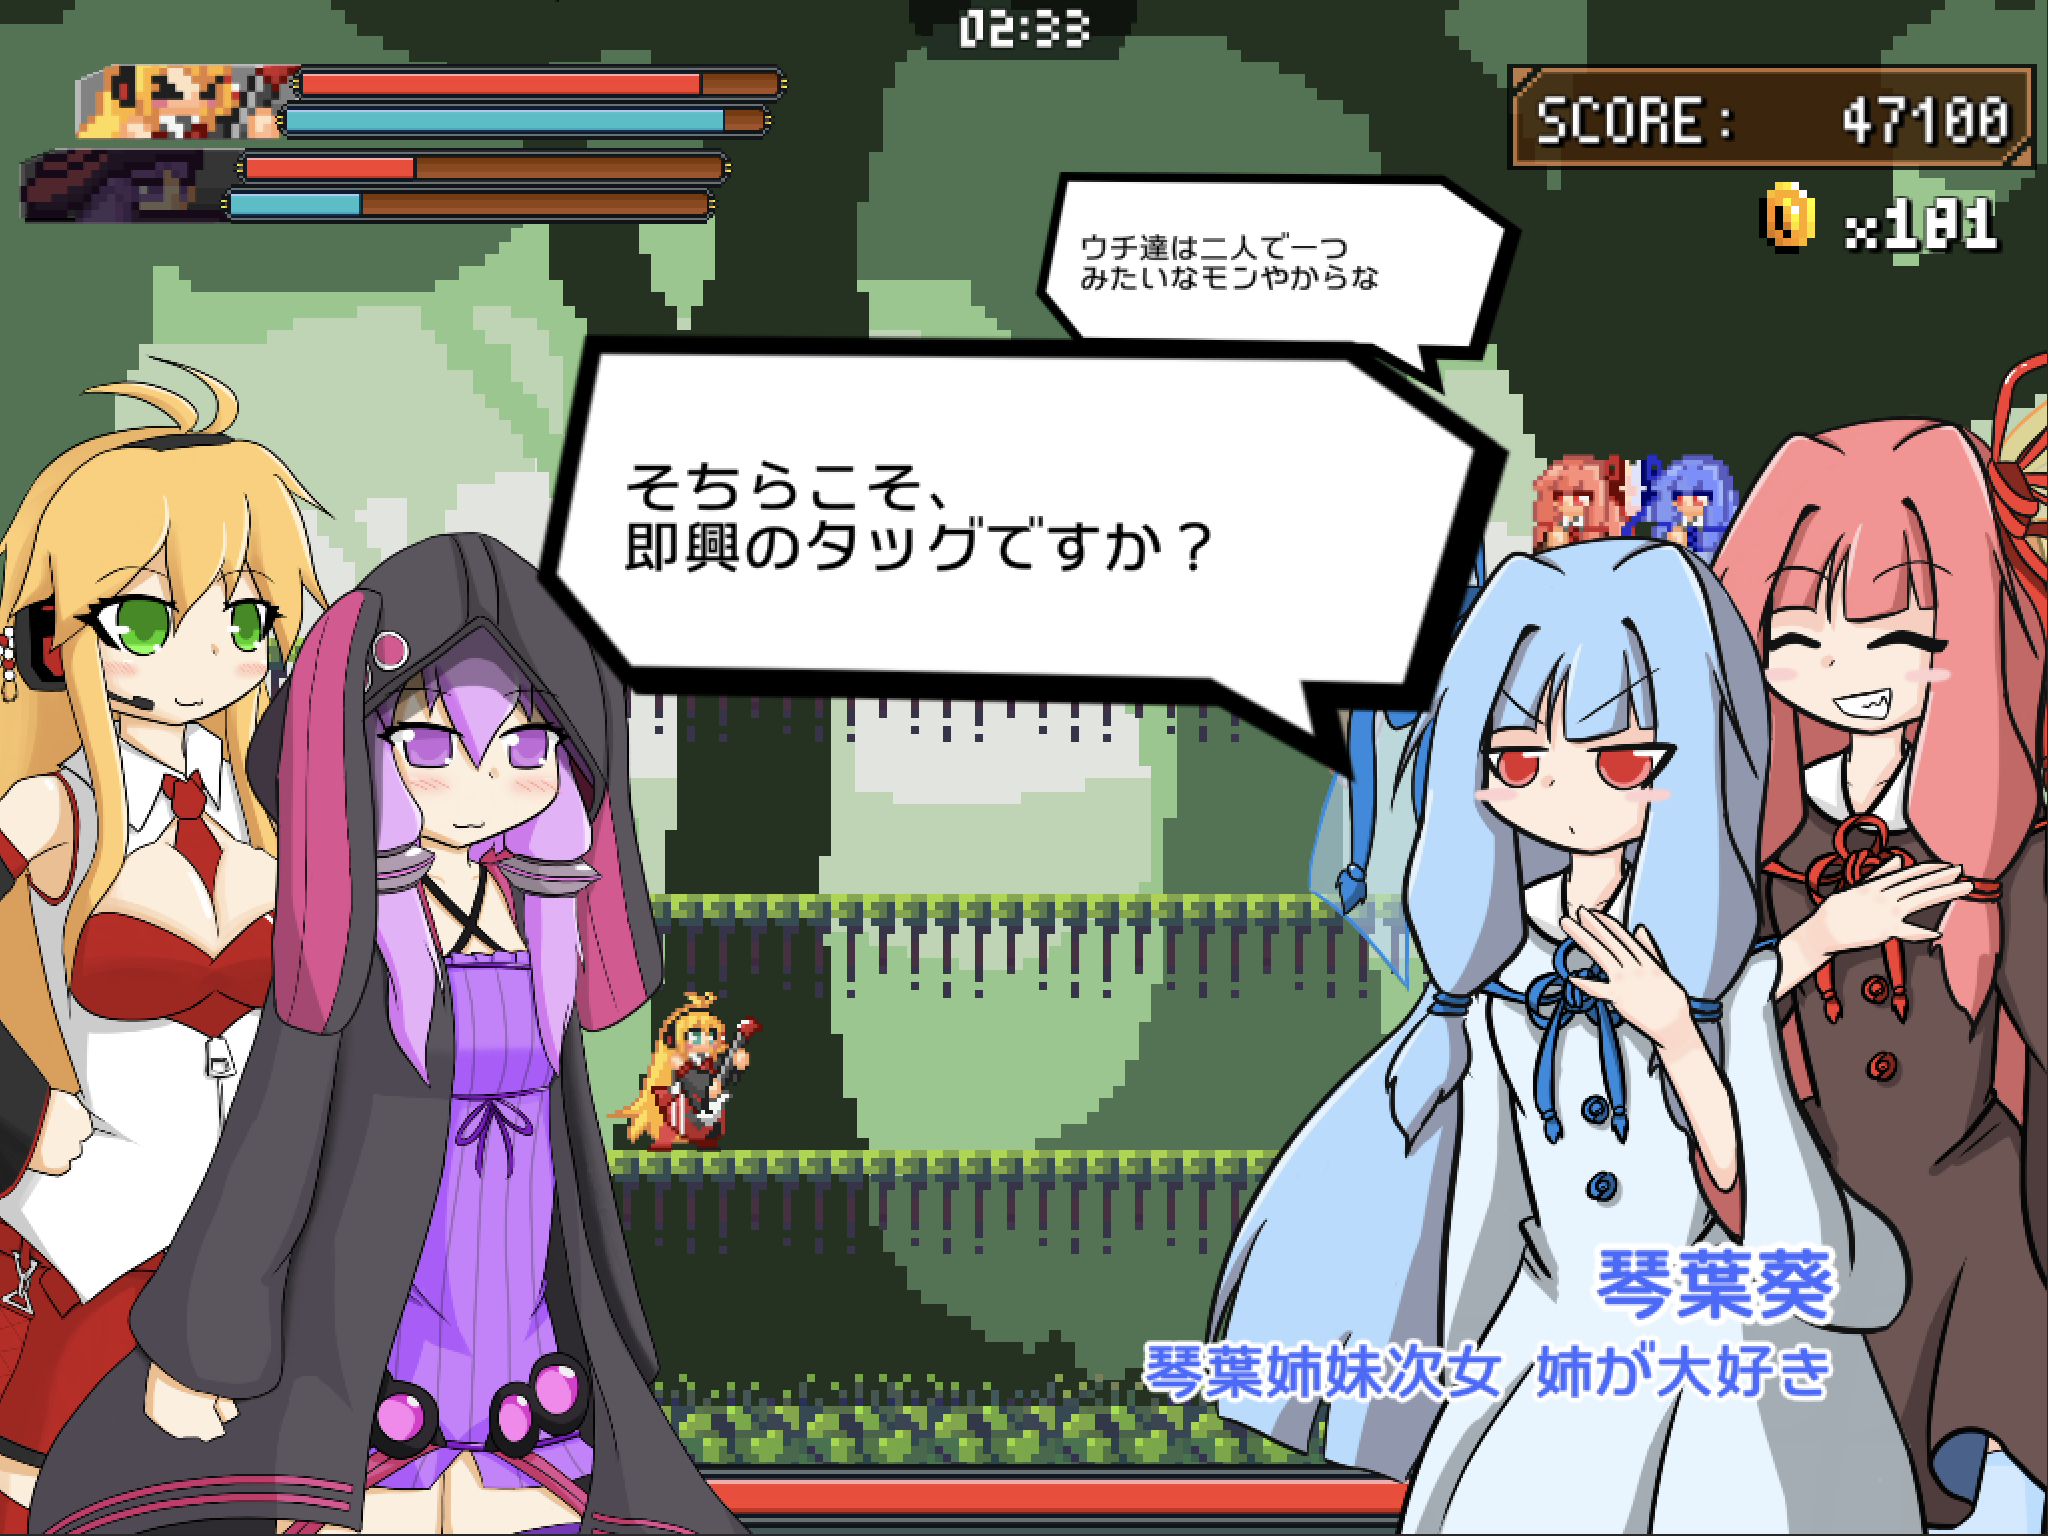 02:33
SCORE: 47100
x181
ウチ達は二人で一つ
みたいなモンやからな
そちらこそ、
即興のタッグですか？
琴葉葵
琴葉姉妹次女 姉が大好き